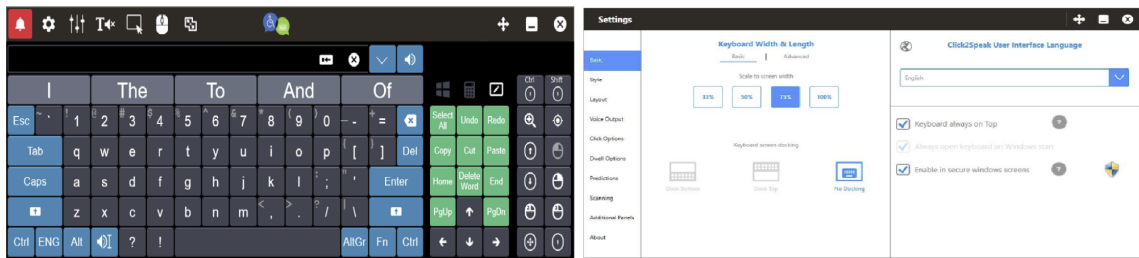 Ctrl Shift
I The To And Of
Esc ~ ` ! 1 @ 2 # 3 $ 4 5 ^ 6 & 7 * 8 ( 9 ) 0 _ - + = Select All Undo Redo
Tab q w e r t y u i o p { [ } ] Del Copy Cut Paste
Caps a s d f g h j k l : ; " ' Enter Home Delete Word End
z x c v b n m < , > . ? / | \ PgUp PgDn
Ctrl ENG Alt ? ! AltGr Fn Ctrl
Settings
Basic
Style
Layout
Voice Output
Click Options
Dwell Options
Predictions
Scanning
Additional Panels
About
Keyboard Width & Length
Basic | Advanced
Scale to screen width
33% 50% 75% 100%
Keyboard screen docking
Dock Bottom Dock Top No Docking
Click2Speak User Interface Language
English
Keyboard always on Top ?
Always open keyboard on Windows start
Enable in secure windows screens ?